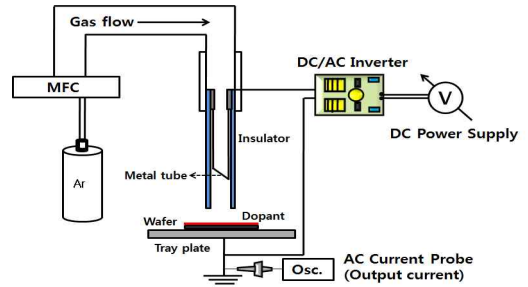 Gas flow
MFC
Ar
DC/AC Inverter
V
DC Power Supply
Insulator
Metal tube
Wafer
Dopant
Tray plate
Osc.
AC Current Probe
(Output current)